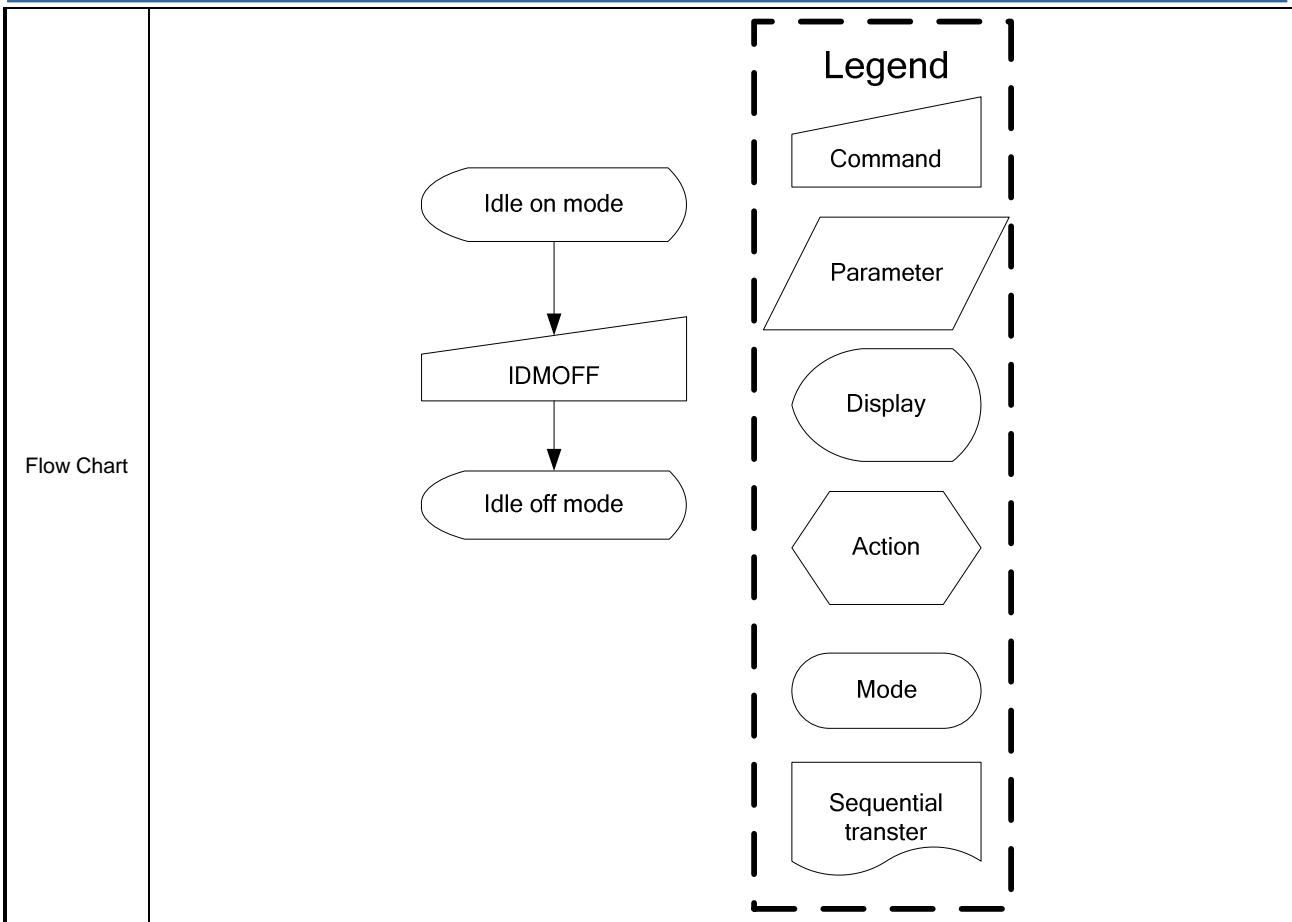 Flow Chart
Idle on mode
IDMOFF
Idle off mode
Legend
Command
Parameter
Display
Action
Mode
Sequential
transter